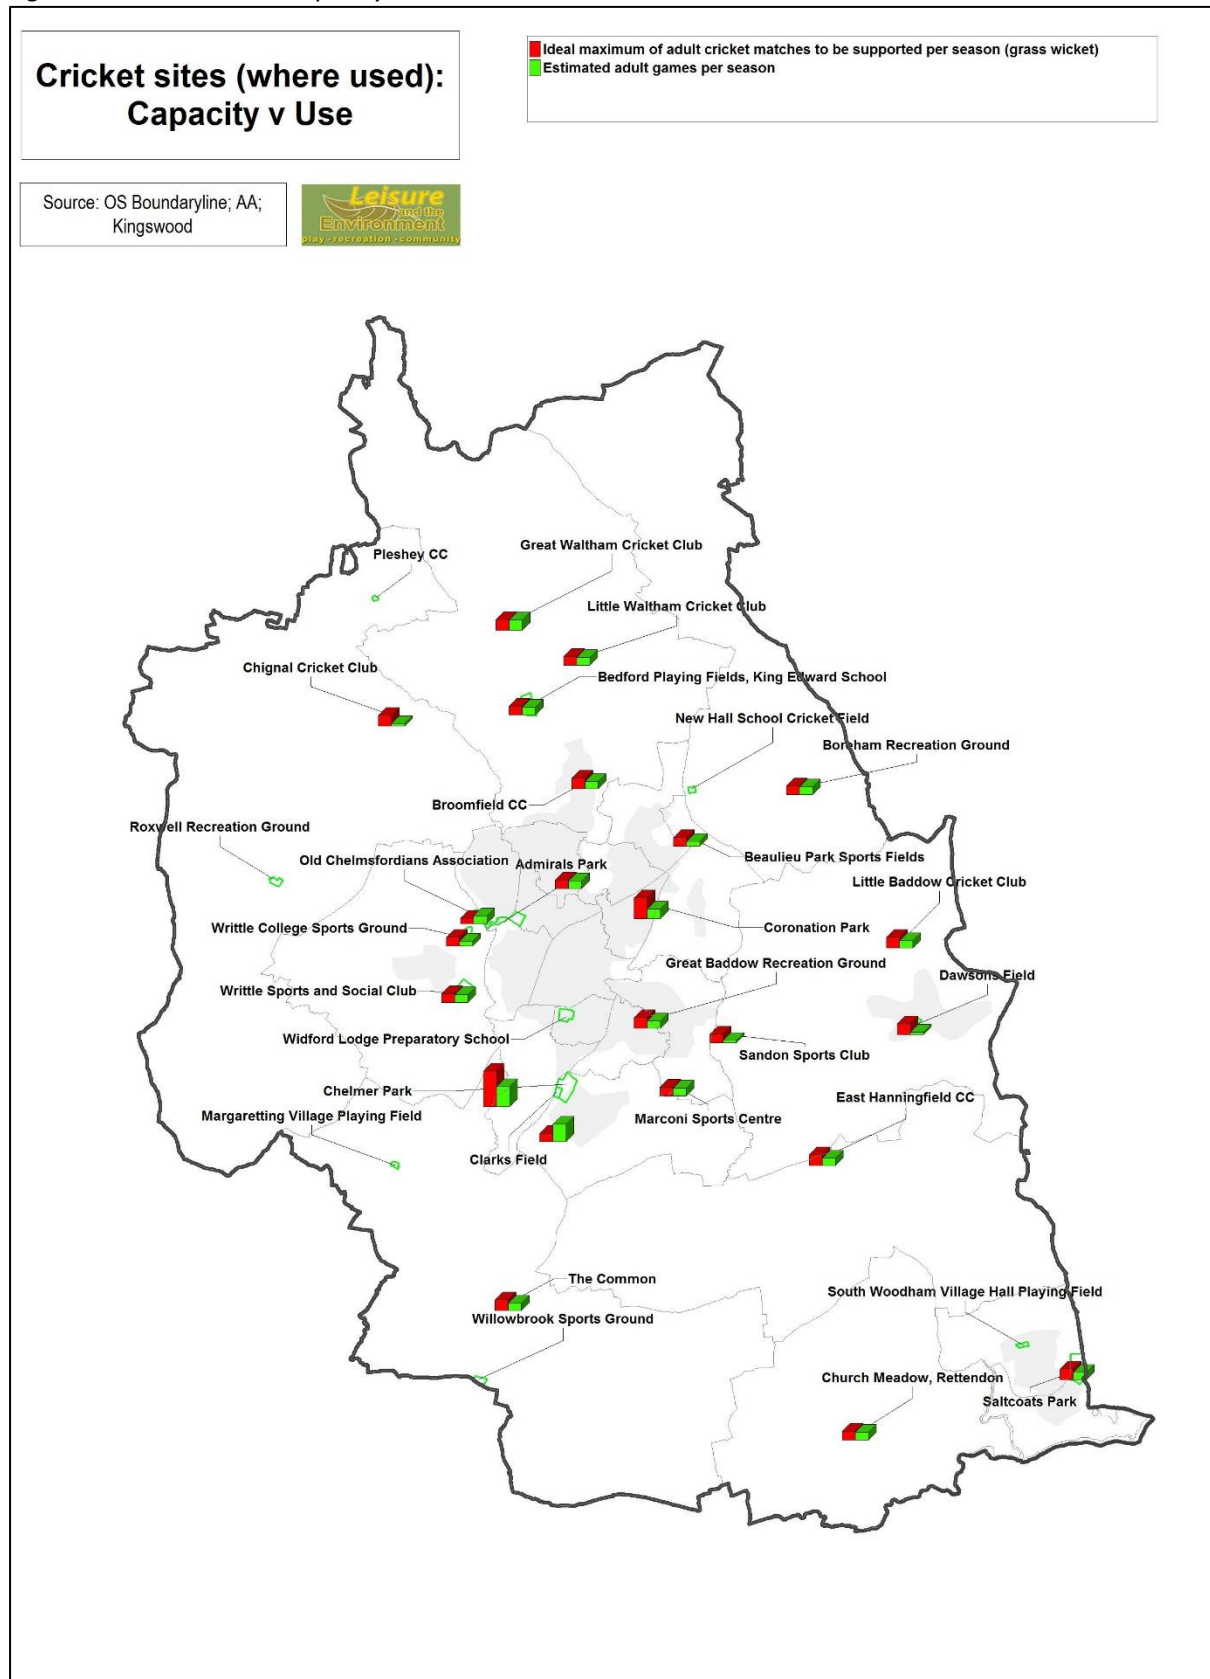 Cricket sites (where used):
Capacity v Use
Ideal maximum of adult cricket matches to be supported per season (grass wicket)
Estimated adult games per season
Source: OS Boundaryline; AA;
Kingswood
Leisure
and the
Environment
play • recreation • community
Great Waltham Cricket Club
Pleshey CC
Little Waltham Cricket Club
Chignal Cricket Club
Bedford Playing Fields, King Edward School
New Hall School Cricket Field
Boreham Recreation Ground
Broomfield CC
Roxwell Recreation Ground
Old Chelmsfordians Association
Admirals Park
Beaulieu Park Sports Fields
Little Baddow Cricket Club
Writtle College Sports Ground
Coronation Park
Great Baddow Recreation Ground
Dawsons Field
Writtle Sports and Social Club
Widford Lodge Preparatory School
Sandon Sports Club
Chelmer Park
East Hanningfield CC
Margaretting Village Playing Field
Marconi Sports Centre
Clarks Field
The Common
South Woodham Village Hall Playing Field
Willowbrook Sports Ground
Church Meadow, Rettendon
Saltcoats Park